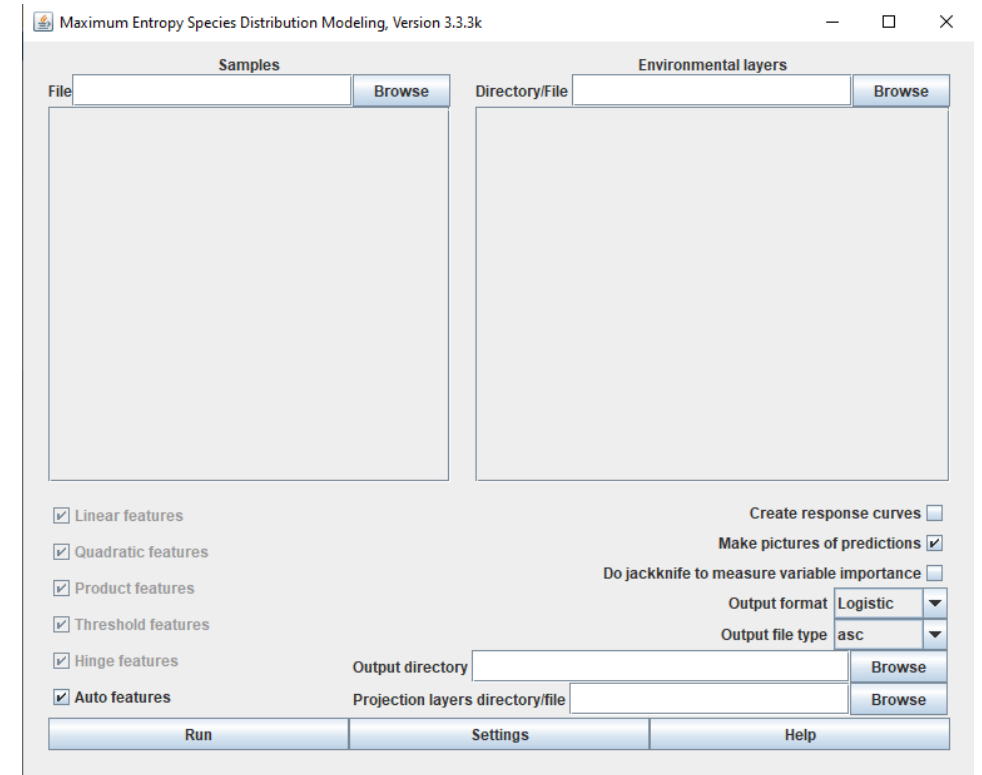 Maximum Entropy Species Distribution Modeling, Version 3.3.3k
Samples
Environmental layers
File
Browse
Directory/File
Browse
Linear features
Quadratic features
Product features
Threshold features
Hinge features
Auto features
Create response curves
Make pictures of predictions
Do jackknife to measure variable importance
Output format Logistic
Output file type asc
Output directory
Browse
Projection layers directory/file
Browse
Run
Settings
Help